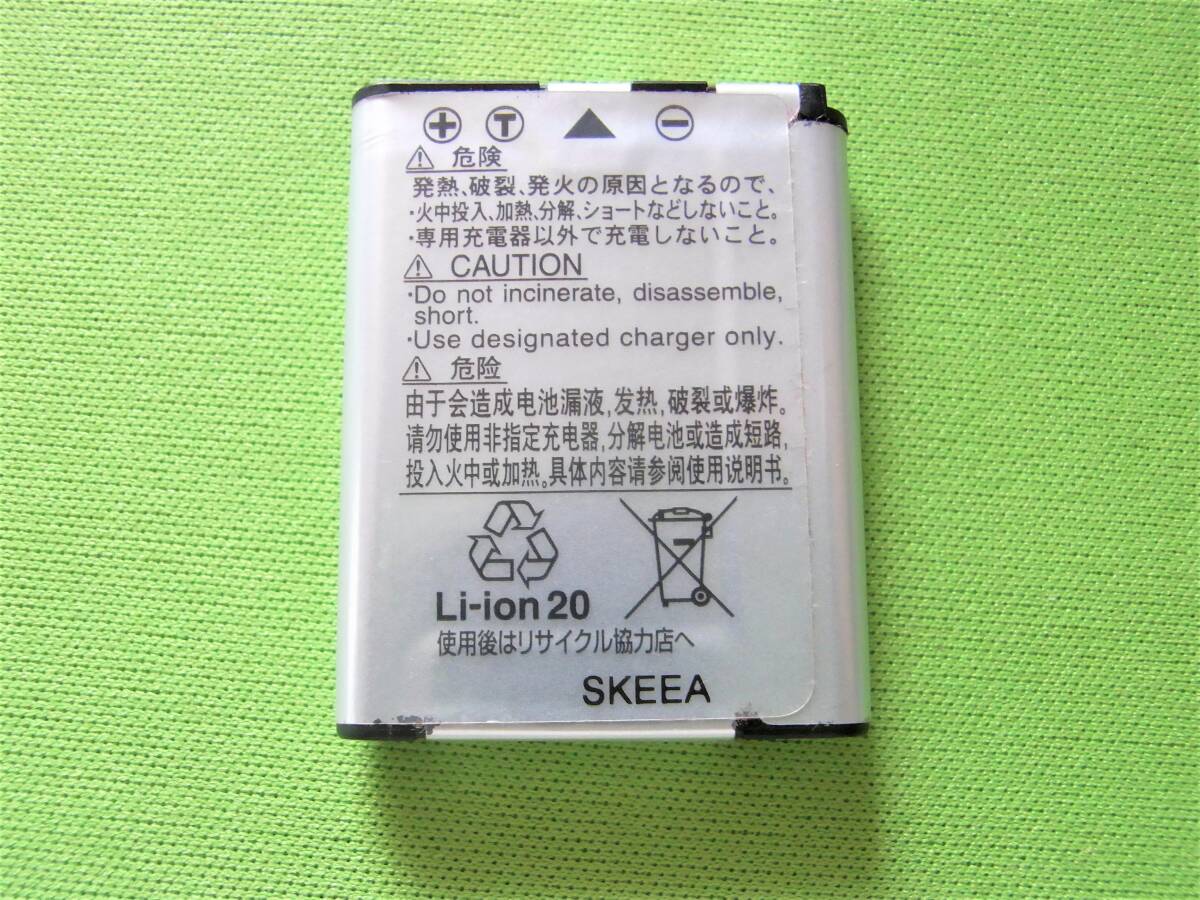 + T ▲ −
⚠ 危険
発熱、破裂、発火の原因となるので、
・火中投入、加熱、分解、ショートなどしないこと。
・専用充電器以外で充電しないこと。
⚠ CAUTION
·Do not incinerate, disassemble,
short.
·Use designated charger only.
⚠ 危险
由于会造成电池漏液,发热,破裂或爆炸。
请勿使用非指定充电器,分解电池或造成短路,
投入火中或加热。具体内容请参阅使用说明书。
Li-ion 20
使用後はリサイクル協力店へ
SKEEA